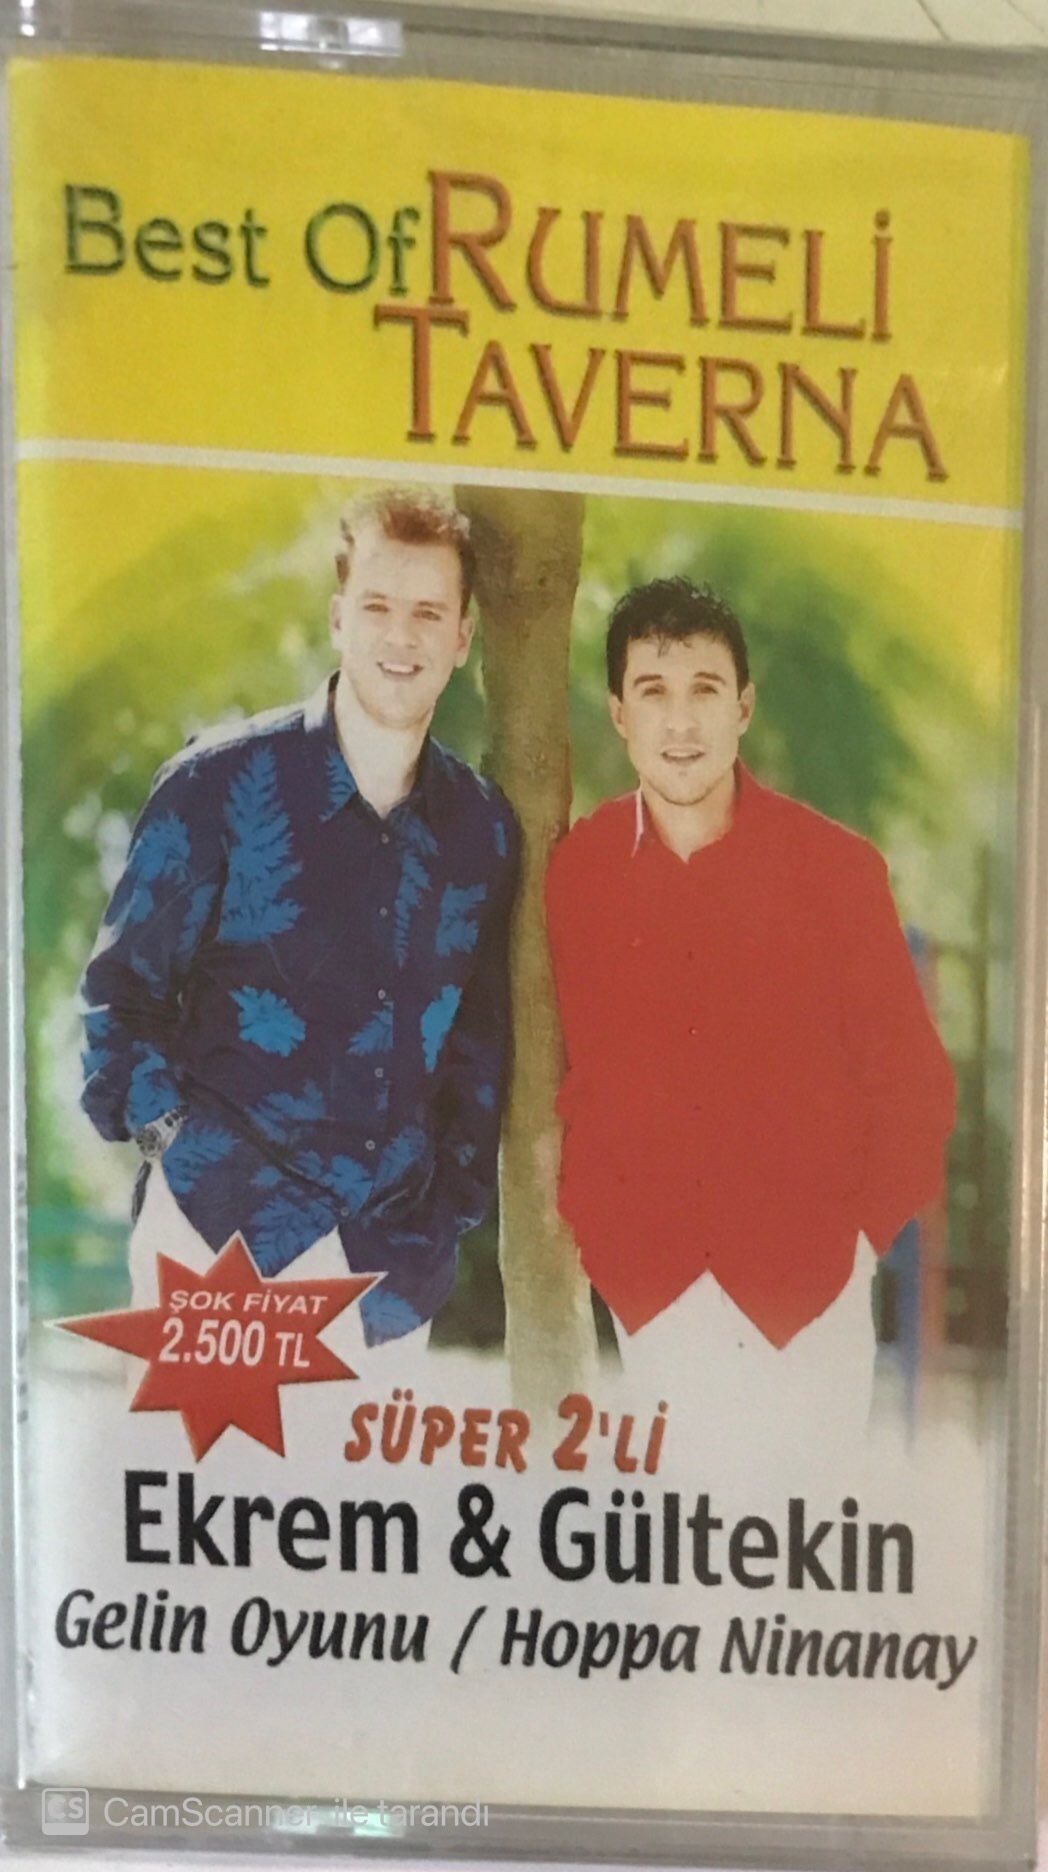 Best Of RUMELİ
TAVERNA
ŞOK FİYAT
2.500 TL
SÜPER 2'Lİ
Ekrem & Gültekin
Gelin Oyunu / Hoppa Ninanay
CS CamScanner ile tarandı